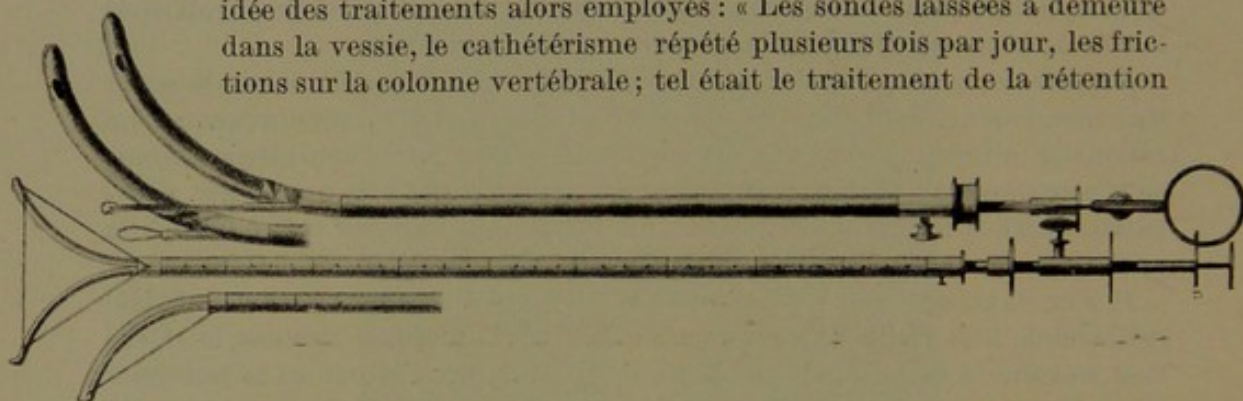 idée des traitements alors employés : « Les sondes laissées à demeure
dans la vessie, le cathétérisme répété plusieurs fois par jour, les fric-
tions sur la colonne vertébrale ; tel était le traitement de la rétention